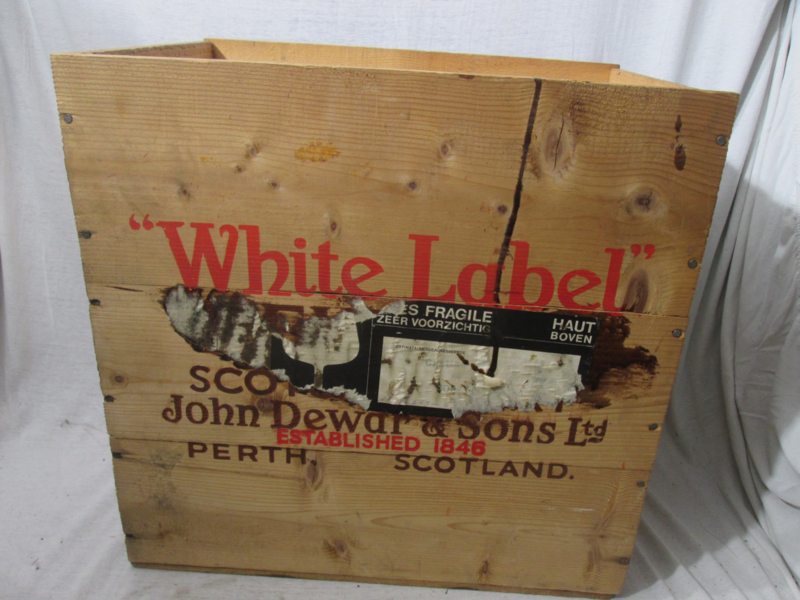 “White Label”
ES FRAGILE
ZEER VOORZICHTIG
HAUT
BOVEN
SCO
John Dewar & Sons Ltd
ESTABLISHED 1846
PERTH, SCOTLAND.